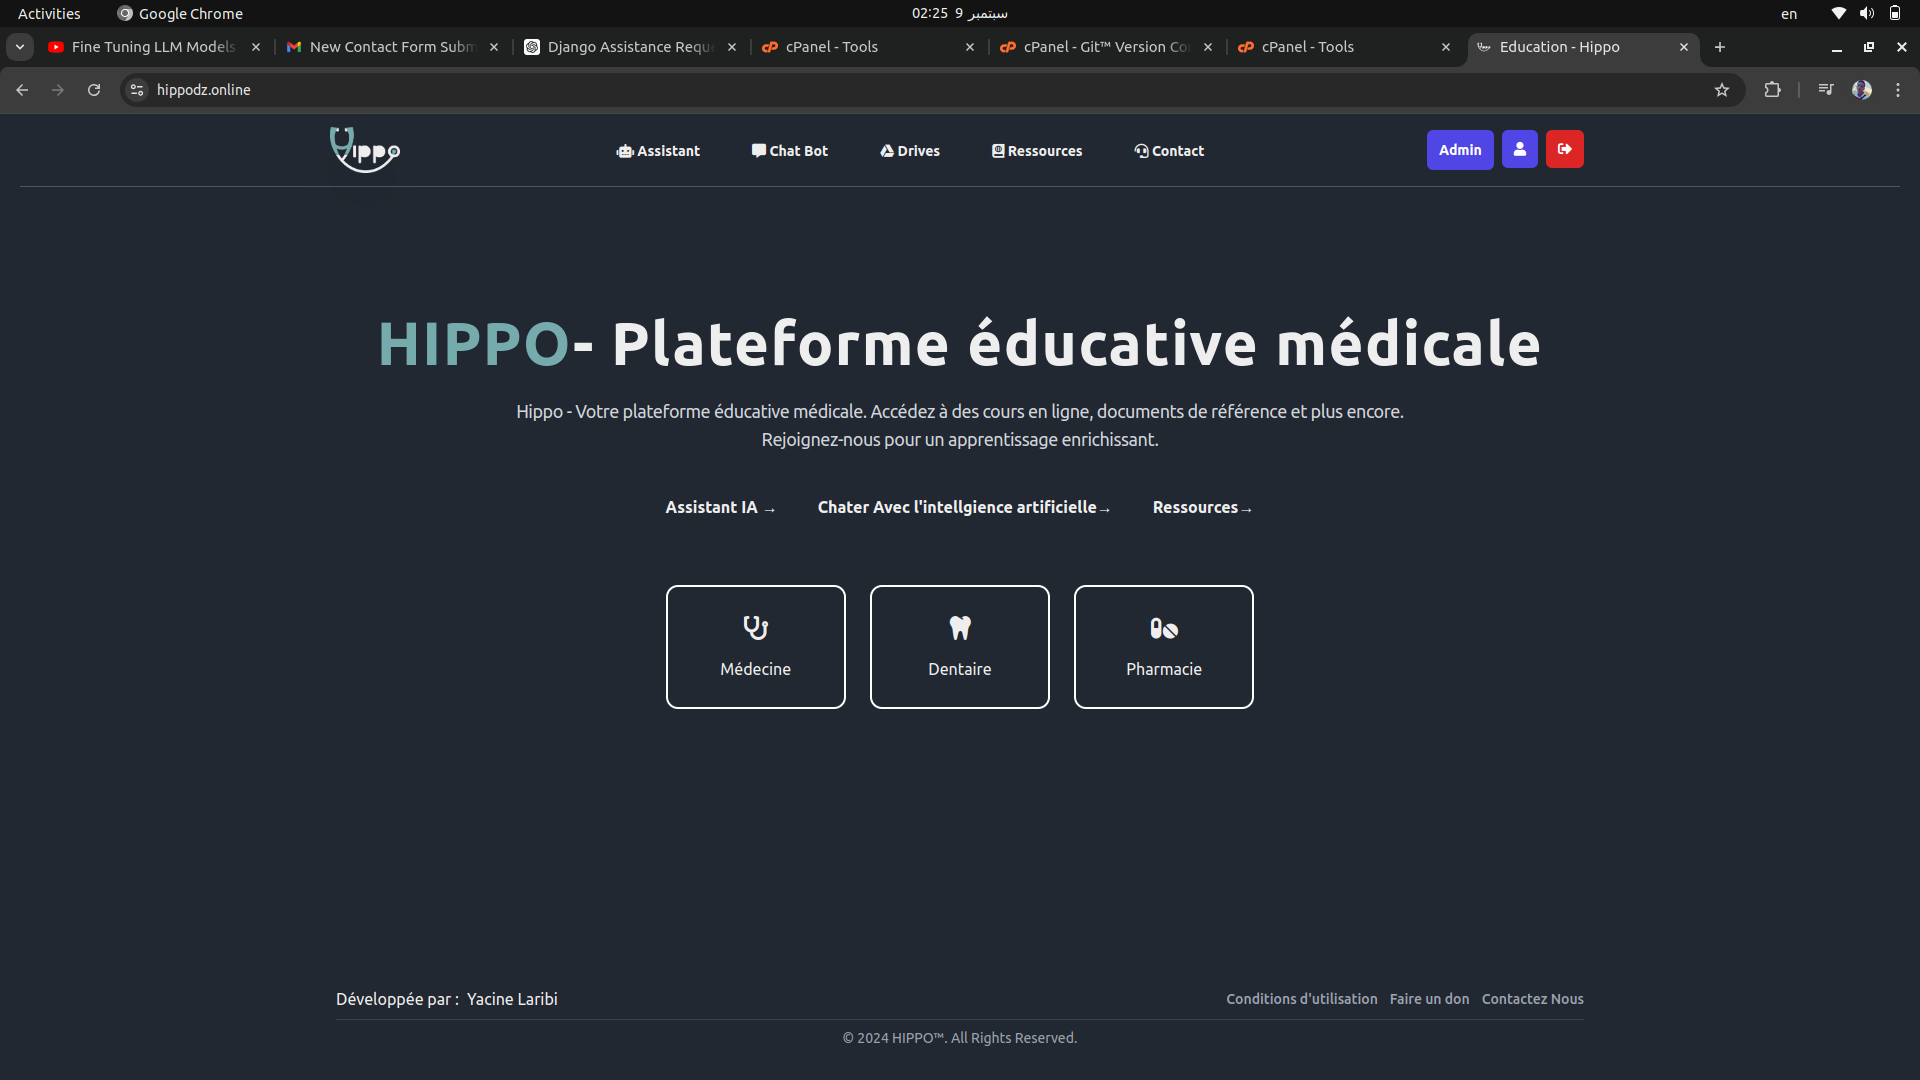 Activities
Google Chrome
02:25 9 سبتمبر
en
Fine Tuning LLM Models
New Contact Form Subm
Django Assistance Reque
cPanel - Tools
cPanel - Git™ Version Co
cPanel - Tools
Education - Hippo
hippodz.online
Hippo
Assistant
Chat Bot
Drives
Ressources
Contact
Admin
HIPPO- Plateforme éducative médicale
Hippo - Votre plateforme éducative médicale. Accédez à des cours en ligne, documents de référence et plus encore.
Rejoignez-nous pour un apprentissage enrichissant.
Assistant IA →
Chater Avec l'intellgience artificielle→
Ressources→
Médecine
Dentaire
Pharmacie
Développée par : Yacine Laribi
Conditions d'utilisation
Faire un don
Contactez Nous
© 2024 HIPPO™. All Rights Reserved.